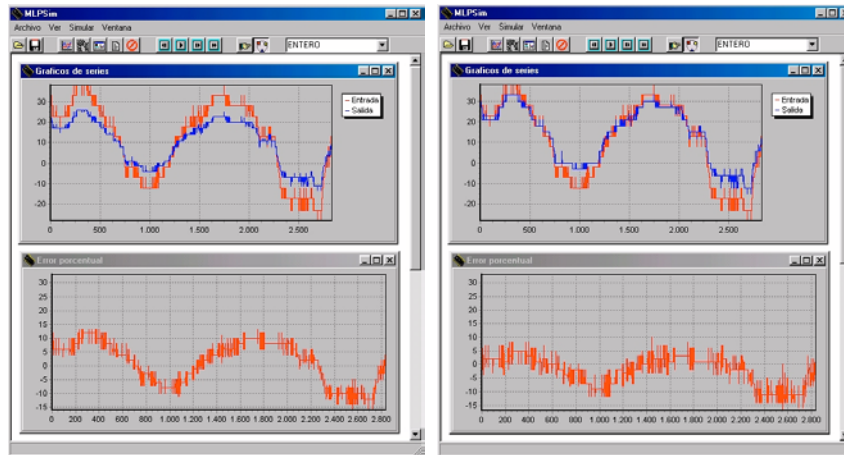 MLPSim
Archivo Ver Simular Ventana
ENTERO
Graficos de series
30
20
10
0
-10
-20
0 500 1.000 1.500 2.000 2.500
Entrada
Salida
Error porcentual
30
25
20
15
10
5
0
-5
-10
-15
0 200 400 600 800 1.000 1.200 1.400 1.600 1.800 2.000 2.200 2.400 2.600 2.800
MLPSim
Archivo Ver Simular Ventana
ENTERO
Graficos de series
30
20
10
0
-10
-20
0 500 1.000 1.500 2.000 2.500
Entrada
Salida
Error porcentual
30
25
20
15
10
5
0
-5
-10
-15
0 200 400 600 800 1.000 1.200 1.400 1.600 1.800 2.000 2.200 2.400 2.600 2.800